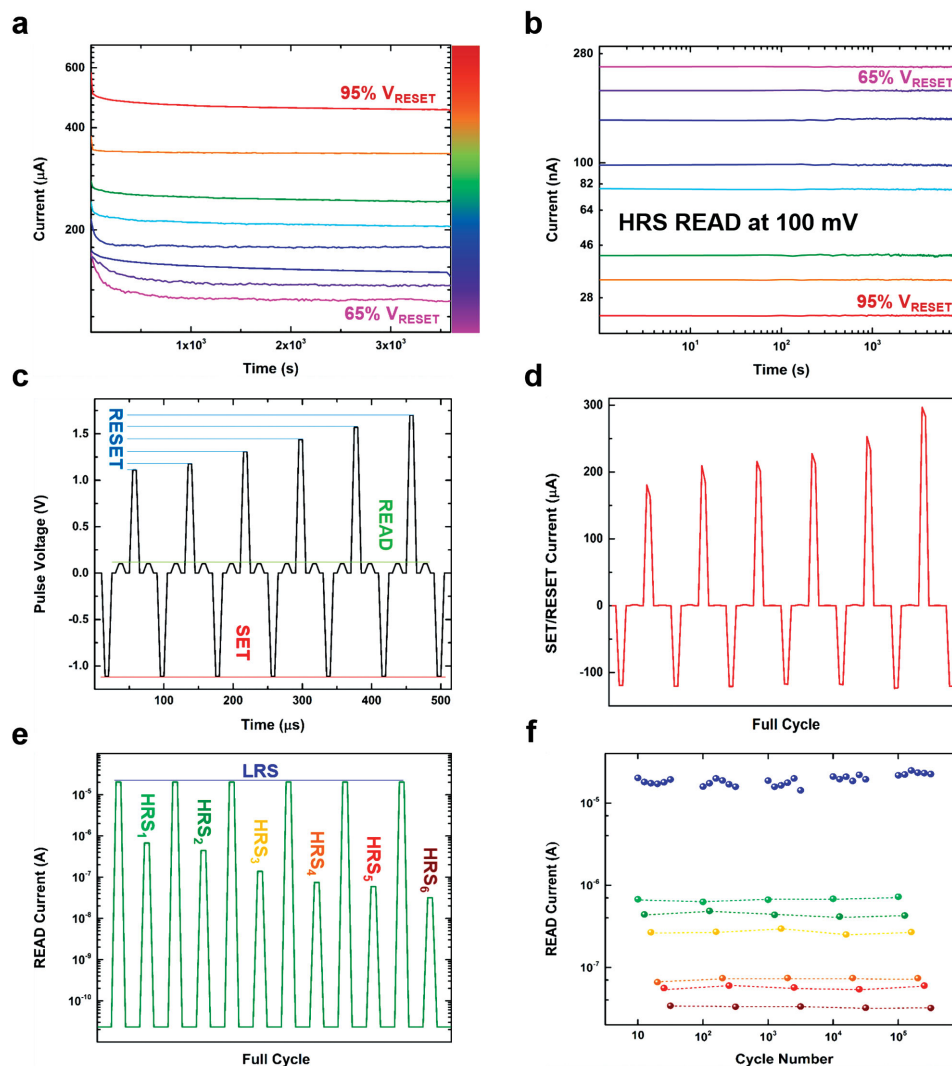 a
600
400
200
Current (μA)
95% V_RESET
65% V_RESET
1x10³
2x10³
3x10³
Time (s)
b
280
100
82
64
46
28
Current (nA)
65% V_RESET
HRS READ at 100 mV
95% V_RESET
10¹
10²
10³
Time (s)
c
1.5
1.0
0.5
0.0
-0.5
-1.0
Pulse Voltage (V)
RESET
READ
SET
0
100
200
300
400
500
Time (μs)
d
300
200
100
0
-100
SET/RESET Current (μA)
Full Cycle
e
10⁻⁵
10⁻⁶
10⁻⁷
10⁻⁸
10⁻⁹
10⁻¹⁰
READ Current (A)
LRS
HRS₁
HRS₂
HRS₃
HRS₄
HRS₅
HRS₆
Full Cycle
f
10⁻⁵
10⁻⁶
10⁻⁷
READ Current (A)
10
10²
10³
10⁴
10⁵
Cycle Number